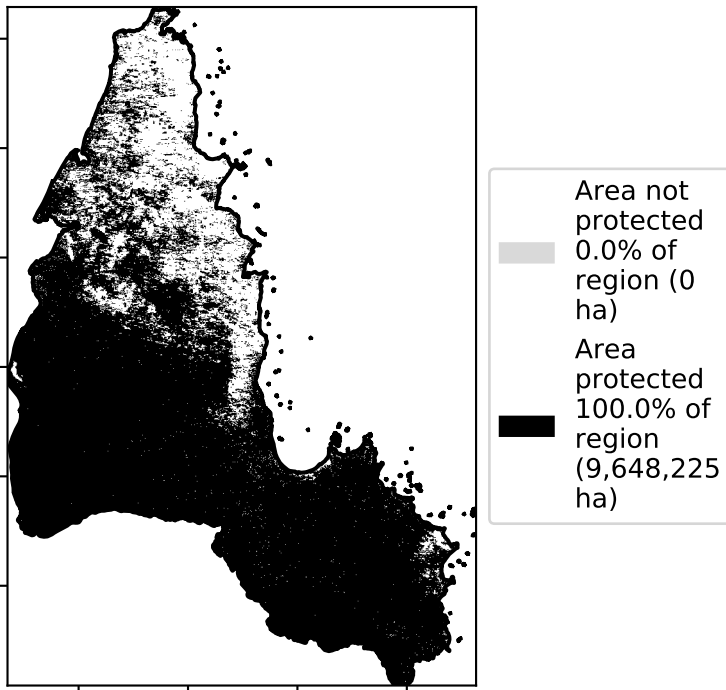 Area not
protected
0.0% of
region (0
ha)
Area
protected
100.0% of
region
(9,648,225
ha)